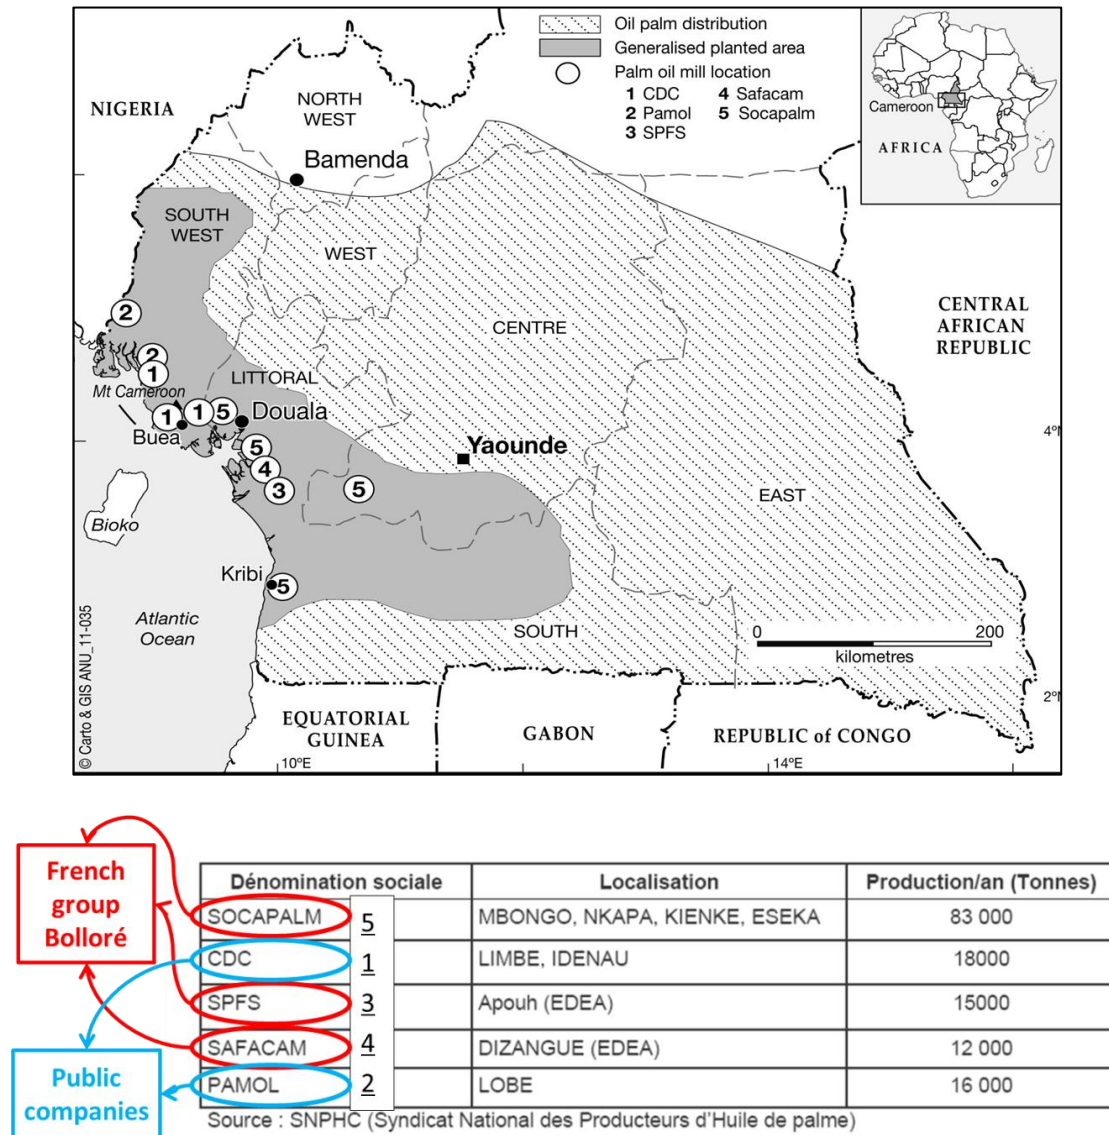 Oil palm distribution
Generalised planted area
Palm oil mill location
1 CDC 4 Safacam
2 Pamol 5 Socapalm
3 SPFS
Cameroon
AFRICA
NIGERIA
NORTH
WEST
Bamenda
SOUTH
WEST
WEST
CENTRE
CENTRAL
AFRICAN
REPUBLIC
2
2
1
LITTORAL
Mt Cameroon
1
1
5
Douala
Buea
4°N
5
Yaounde
4
3
5
EAST
Bioko
Kribi
5
Atlantic
Ocean
SOUTH
0 200
kilometres
2°N
EQUATORIAL
GUINEA
GABON
REPUBLIC of CONGO
10°E
14°E
© Carto & GIS ANU_11-035
French
group
Bolloré
Public
companies
Dénomination sociale Localisation Production/an (Tonnes)
SOCAPALM 5 MBONGO, NKAPA, KIENKE, ESEKA 83 000
CDC 1 LIMBE, IDENAU 18000
SPFS 3 Apouh (EDEA) 15000
SAFACAM 4 DIZANGUE (EDEA) 12 000
PAMOL 2 LOBE 16 000
Source : SNPHC (Syndicat National des Producteurs d'Huile de palme)